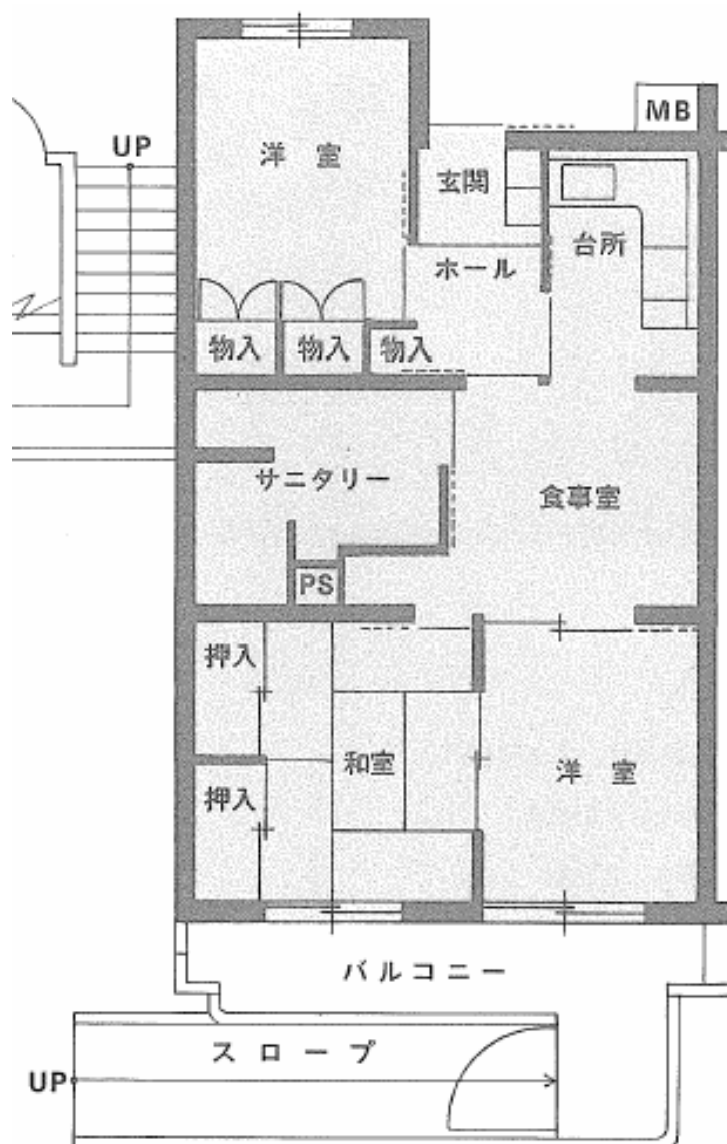 MB
UP
洋室
玄関
台所
ホール
物入
物入
物入
サニタリー
食事室
PS
押入
和室
洋室
押入
バルコニー
スロープ
UP